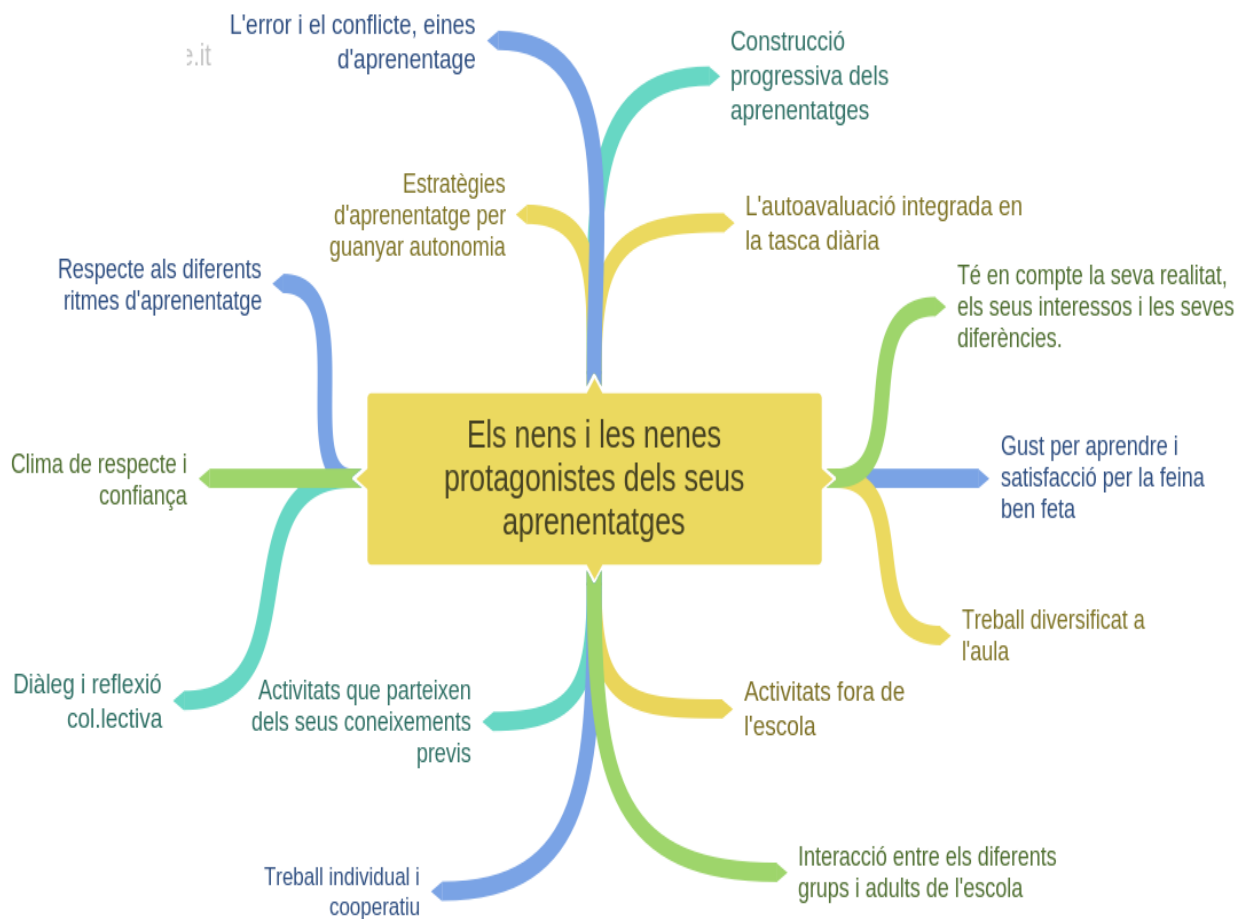 L'error i el conflicte, eines
d'aprenentage
e.it
Construcció
progressiva dels
aprenentatges
Estratègies
d'aprenentatge per
guanyar autonomia
L'autoavaluació integrada en
la tasca diària
Respecte als diferents
ritmes d'aprenentatge
Té en compte la seva realitat,
els seus interessos i les seves
diferències.
Els nens i les nenes
protagonistes dels seus
aprenentatges
Clima de respecte i
confiança
Gust per aprendre i
satisfacció per la feina
ben feta
Treball diversificat a
l'aula
Diàleg i reflexió
col.lectiva
Activitats que parteixen
dels seus coneixements
previs
Activitats fora de
l'escola
Treball individual i
cooperatiu
Interacció entre els diferents
grups i adults de l'escola